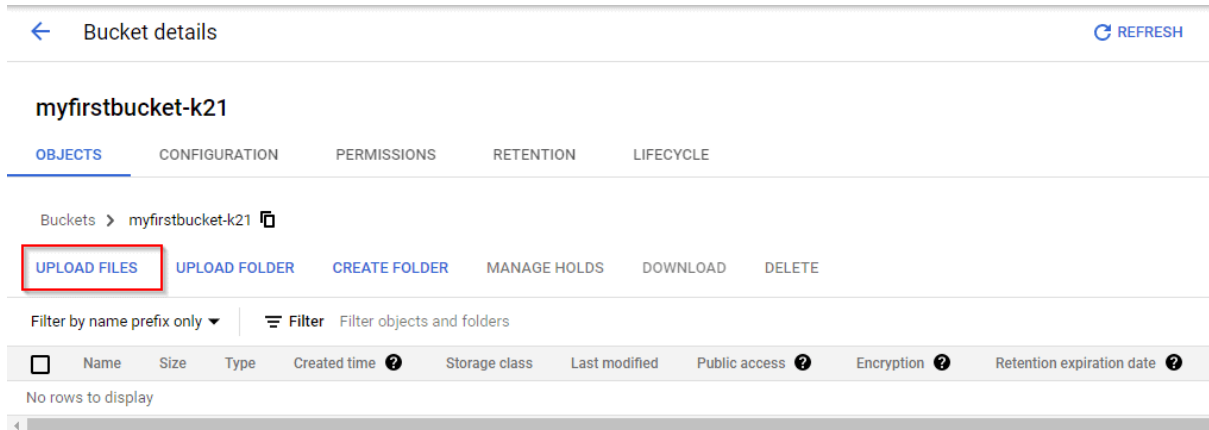 Bucket details REFRESH
myfirstbucket-k21
OBJECTS CONFIGURATION PERMISSIONS RETENTION LIFECYCLE
Buckets > myfirstbucket-k21
UPLOAD FILES UPLOAD FOLDER CREATE FOLDER MANAGE HOLDS DOWNLOAD DELETE
Filter by name prefix only Filter Filter objects and folders
Name Size Type Created time ? Storage class Last modified Public access ? Encryption ? Retention expiration date ?
No rows to display